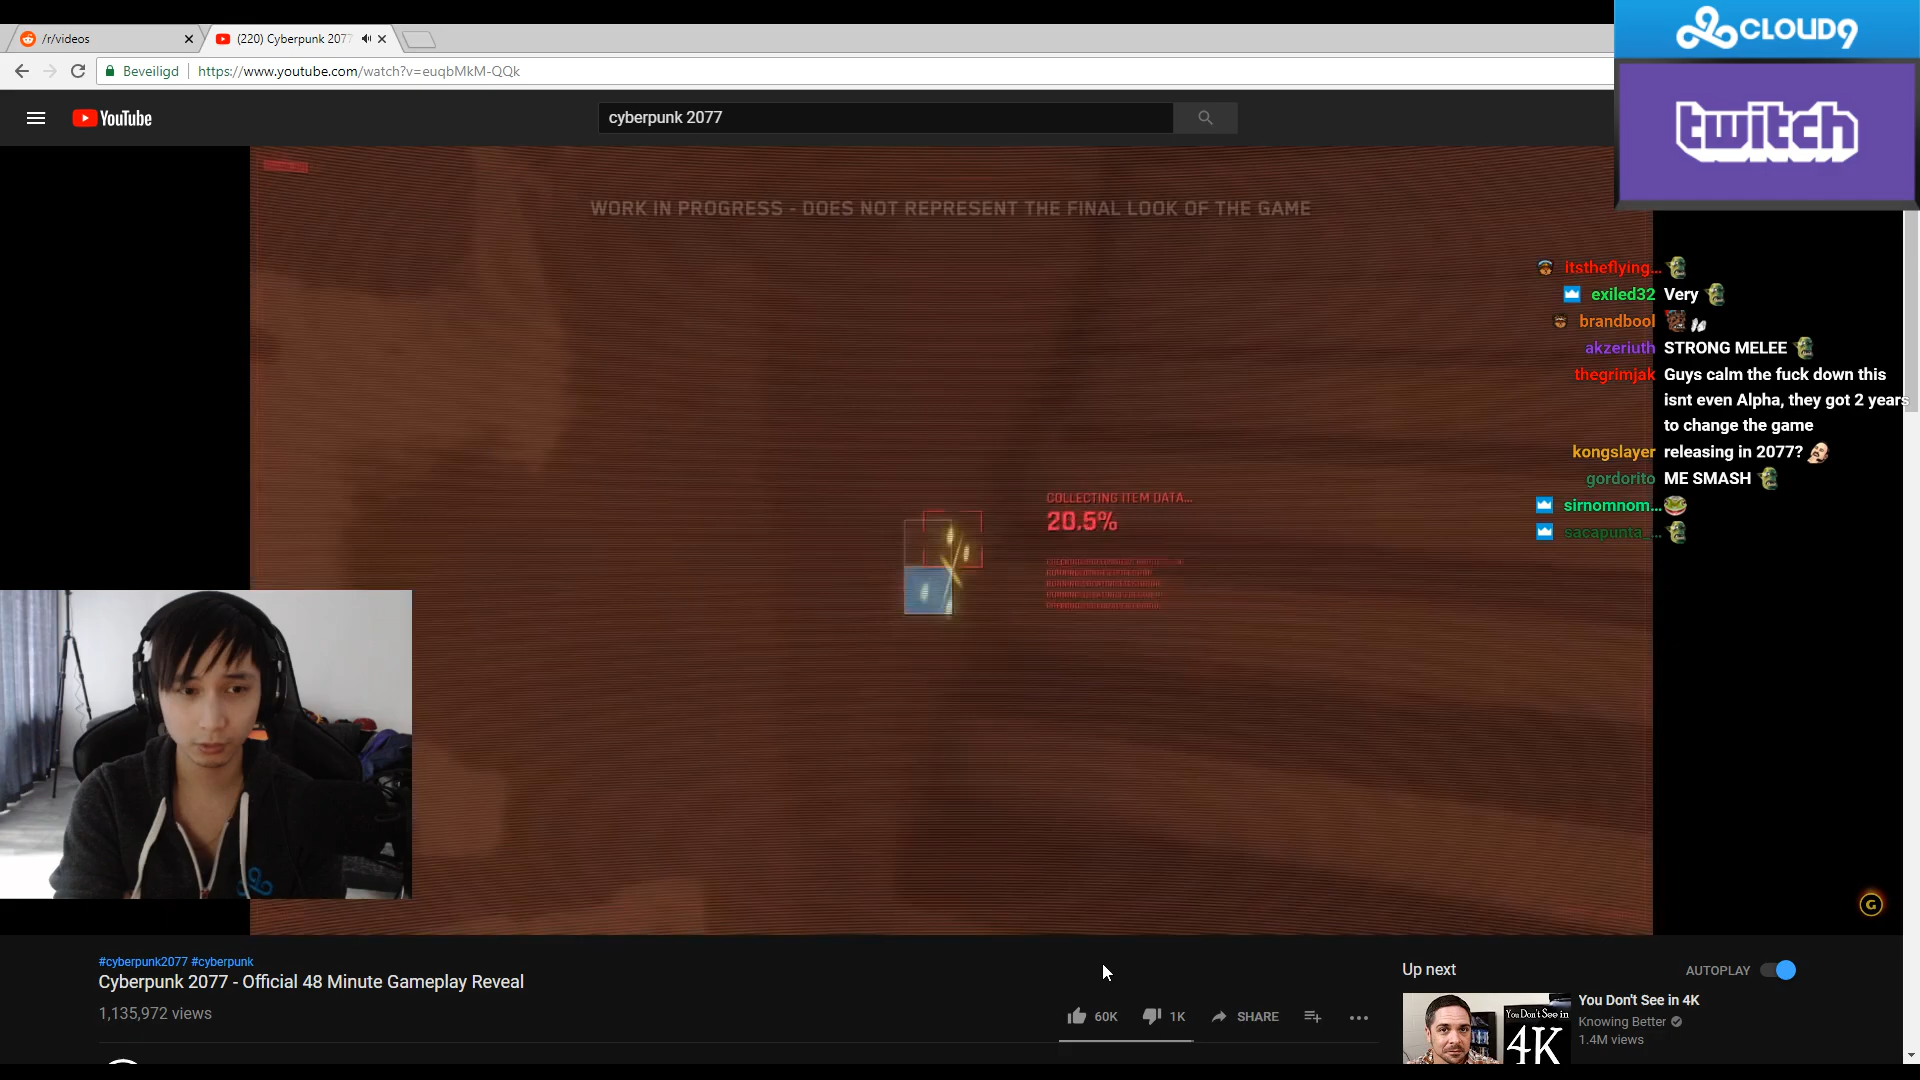 /r/videos
(220) Cyberpunk 2077
Beveiligd
https://www.youtube.com/watch?v=euqbMkM-QQk
YouTube
cyberpunk 2077
CLOUD9
twitch
WORK IN PROGRESS - DOES NOT REPRESENT THE FINAL LOOK OF THE GAME
itstheflying...
exiled32 Very
brandbool
akzeriuth STRONG MELEE
thegrimjak Guys calm the fuck down this
isnt even Alpha, they got 2 years
to change the game
kongslayer releasing in 2077?
gordorito ME SMASH
sirnomnom...
sacapunta_...
COLLECTING ITEM DATA...
20.5%
G
#cyberpunk2077 #cyberpunk
Cyberpunk 2077 - Official 48 Minute Gameplay Reveal
1,135,972 views
60K
1K
SHARE
Up next
AUTOPLAY
You Don't See in 4K
Knowing Better
1.4M views
You Don't See in
4K